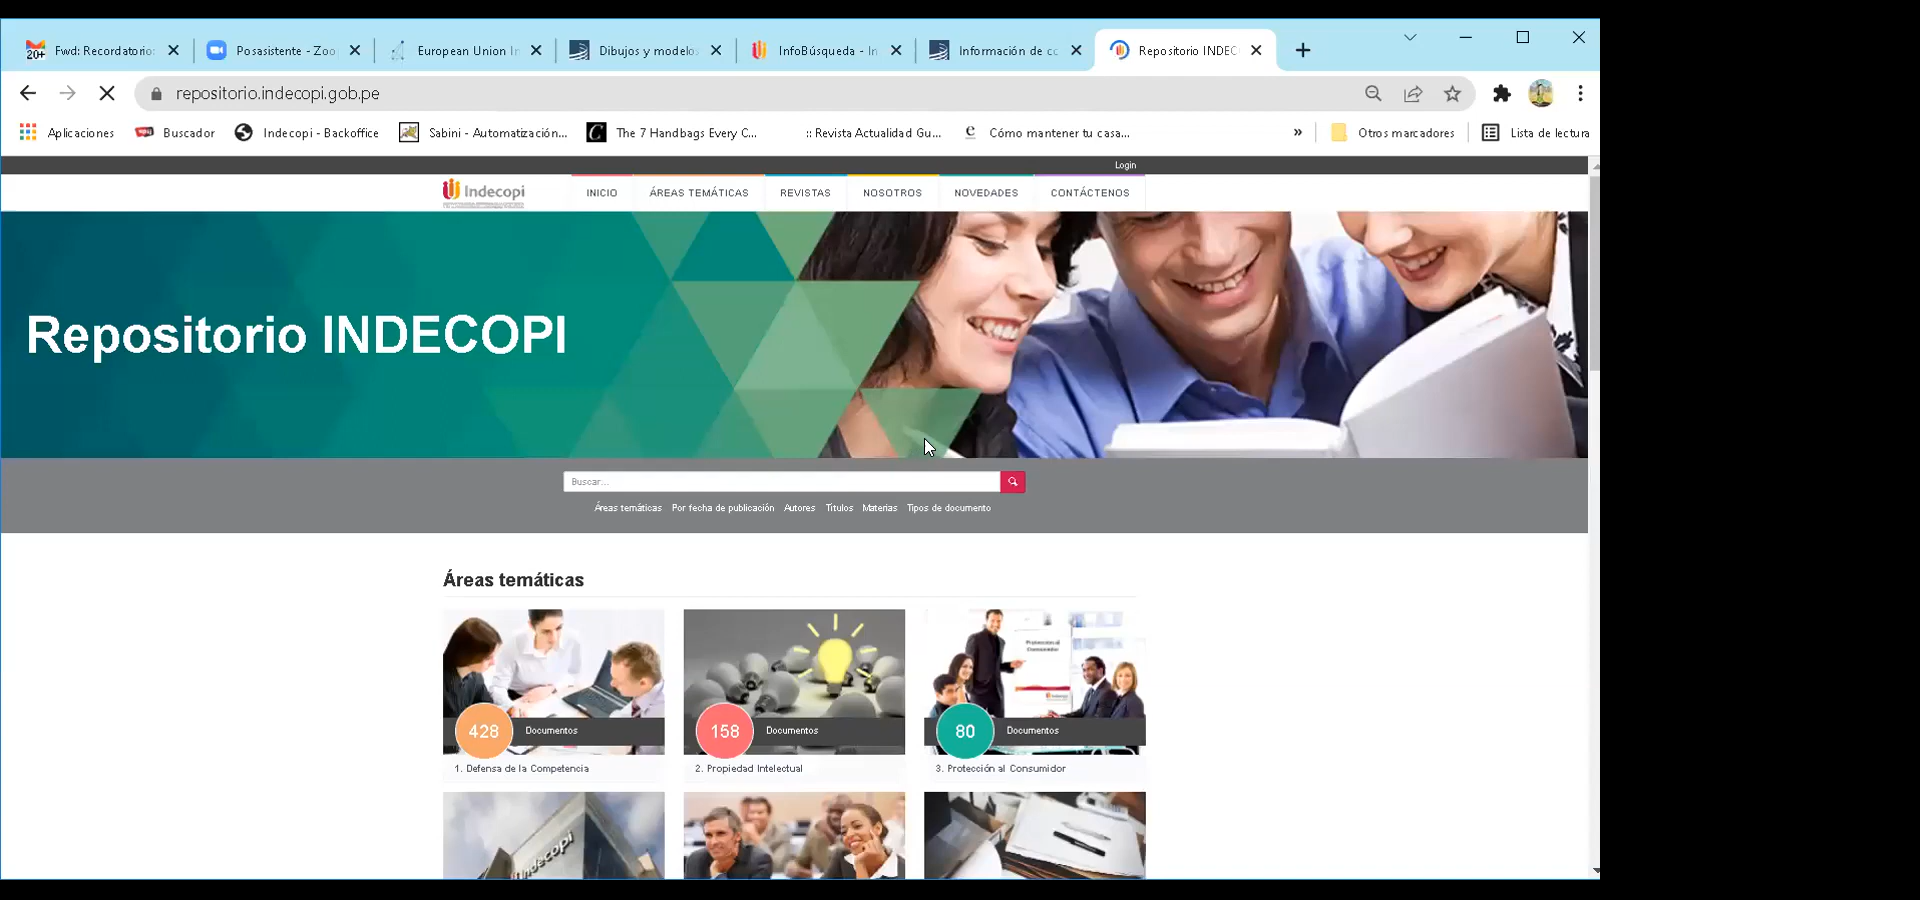 20+ Fwd: Recordatorio: Posasistente - Zoo European Union In Dibujos y modelos InfoBúsqueda - In Información de co Repositorio INDEC
repositorio.indecopi.gob.pe
Aplicaciones Buscador Indecopi - Backoffice Sabini - Automatización... The 7 Handbags Every C... :: Revista Actualidad Gu... Cómo mantener tu casa... » Otros marcadores Lista de lectura
Login
Indecopi INICIO ÁREAS TEMÁTICAS REVISTAS NOSOTROS NOVEDADES CONTÁCTENOS
Repositorio INDECOPI
Buscar...
Áreas temáticas Por fecha de publicación Autores Títulos Materias Tipos de documento
Áreas temáticas
428 Documentos 158 Documentos 80 Documentos
1. Defensa de la Competencia 2. Propiedad Intelectual 3. Protección al Consumidor
Indecopi